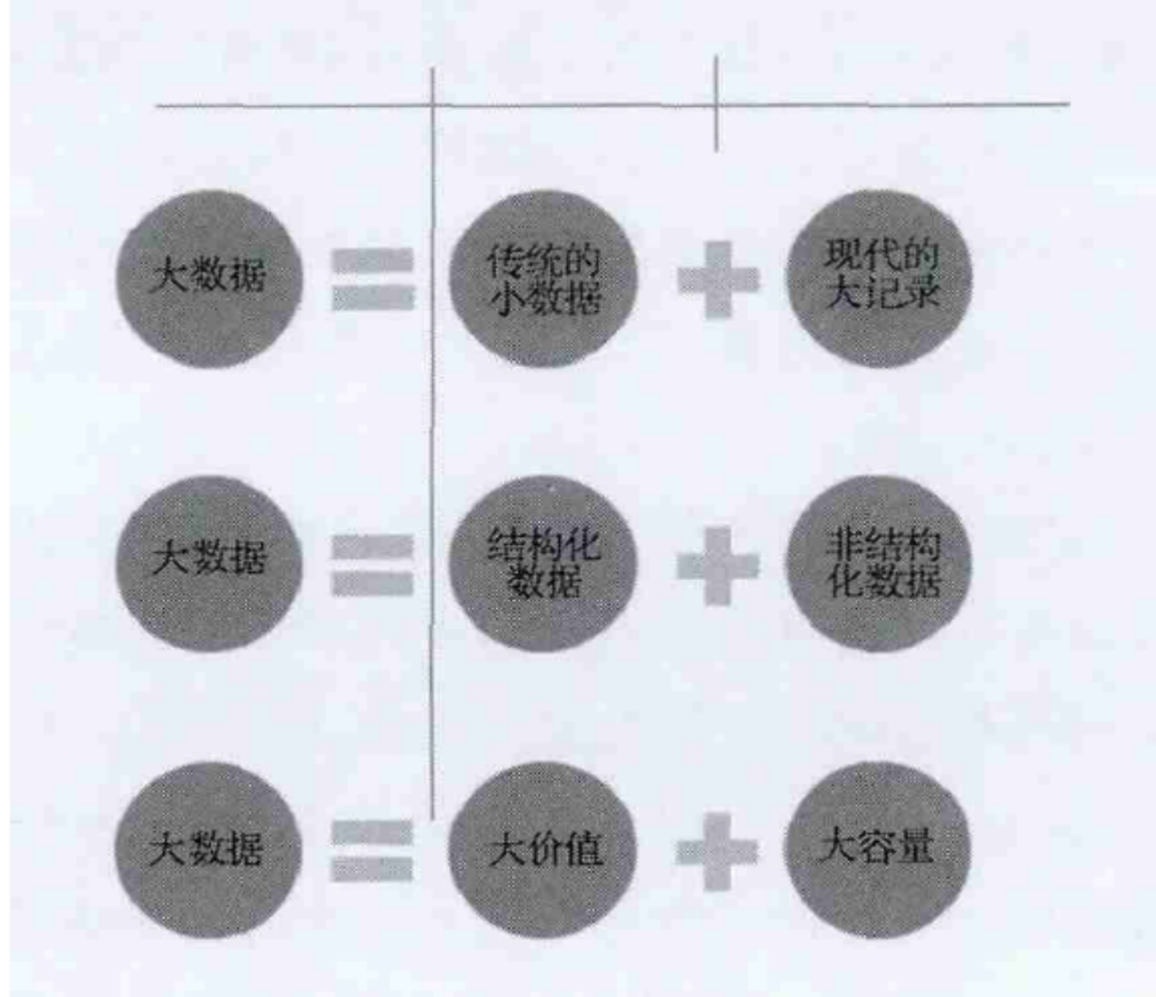 大数据 = 传统的 + 现代的
小数据 大记录
大数据 = 结构化 + 非结构
数据 化数据
大数据 = 大价值 + 大容量